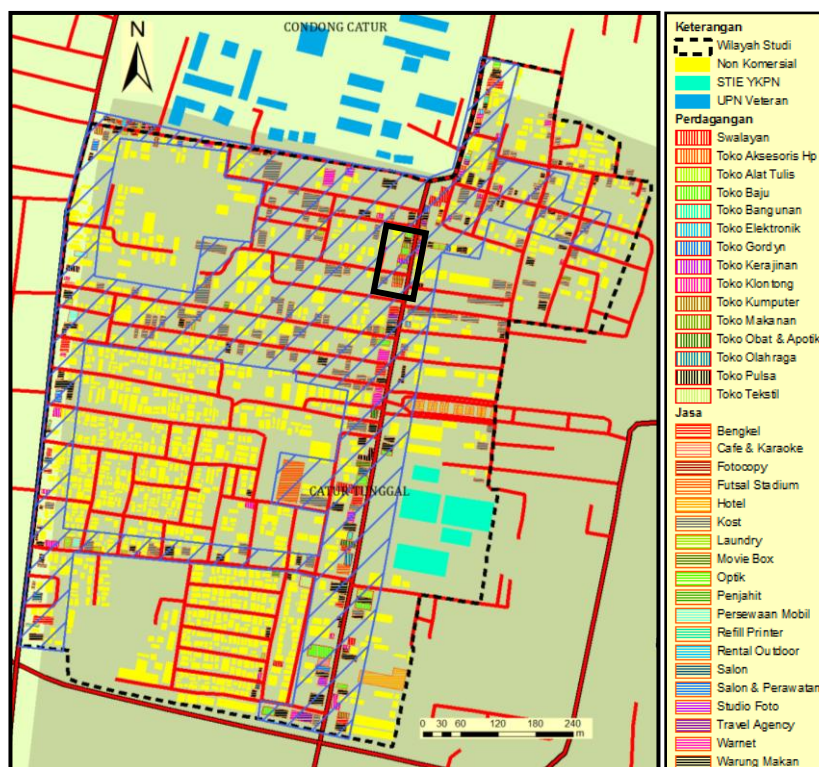 CONDONG CATUR
N
CATUR TUNGGAL
0 30 60 120 180 240
m
Keterangan
Wilayah Studi
Non Komersial
STIE YKPN
UPN Veteran
Perdagangan
Swalayan
Toko Aksesoris Hp
Toko Alat Tulis
Toko Baju
Toko Bangunan
Toko Elektronik
Toko Gordyn
Toko Kerajinan
Toko Klontong
Toko Kumputer
Toko Makanan
Toko Obat & Apotik
Toko Olahraga
Toko Pulsa
Toko Tekstil
Jasa
Bengkel
Cafe & Karaoke
Fotocopy
Futsal Stadium
Hotel
Kost
Laundry
Movie Box
Optik
Penjahit
Persewaan Mobil
Refill Printer
Rental Outdoor
Salon
Salon & Perawatan
Studio Foto
Travel Agency
Warnet
Warung Makan